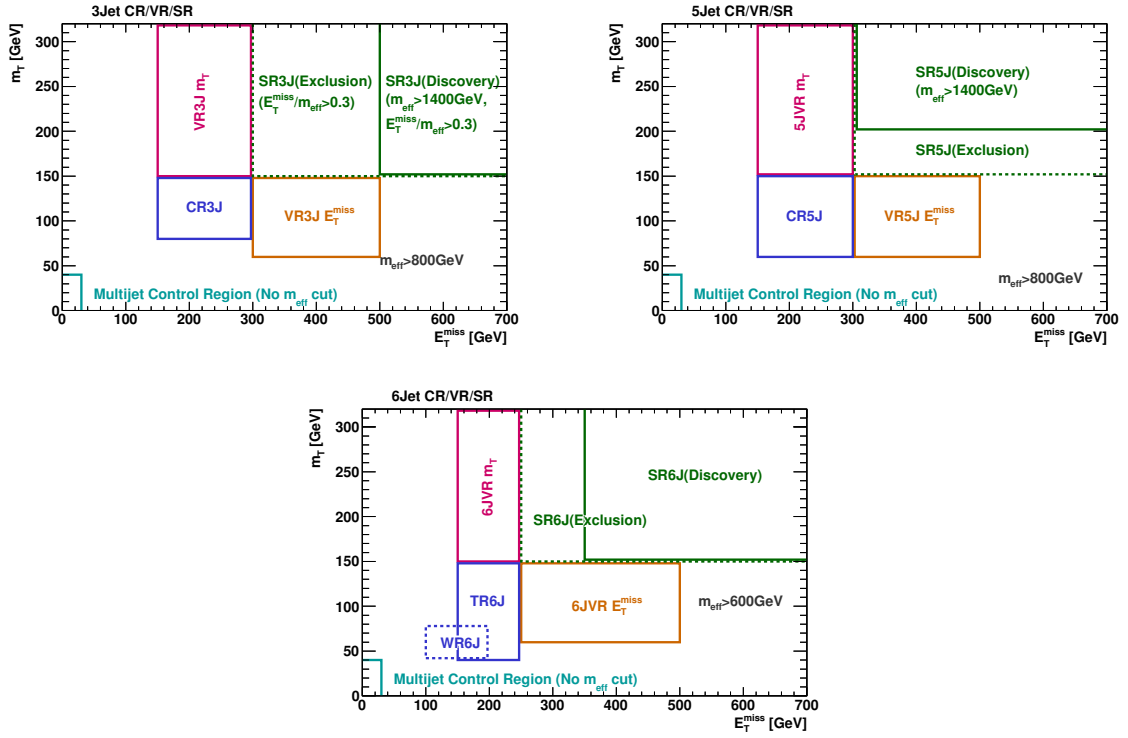 3Jet CR/VR/SR
m_T [GeV]
300
250
200
150
100
50
0
VR3J m_T
SR3J(Exclusion)
(E_T^miss/m_eff>0.3)
SR3J(Discovery)
(m_eff>1400GeV,
E_T^miss/m_eff>0.3)
CR3J
VR3J E_T^miss
m_eff>800GeV
Multijet Control Region (No m_eff cut)
0 100 200 300 400 500 600 700
E_T^miss [GeV]
5Jet CR/VR/SR
m_T [GeV]
300
250
200
150
100
50
0
5JVR m_T
SR5J(Discovery)
(m_eff>1400GeV)
SR5J(Exclusion)
CR5J
VR5J E_T^miss
m_eff>800GeV
Multijet Control Region (No m_eff cut)
0 100 200 300 400 500 600 700
E_T^miss [GeV]
6Jet CR/VR/SR
m_T [GeV]
300
250
200
150
100
50
0
6JVR m_T
SR6J(Discovery)
SR6J(Exclusion)
TR6J
6JVR E_T^miss
m_eff>600GeV
WR6J
Multijet Control Region (No m_eff cut)
0 100 200 300 400 500 600 700
E_T^miss [GeV]